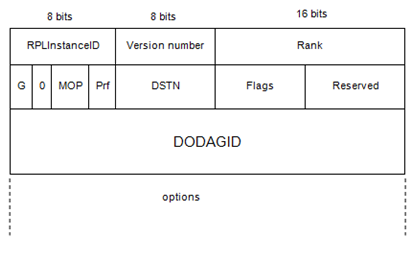 8 bits 8 bits 16 bits
RPLInstanceID Version number Rank
G 0 MOP Prf DSTN Flags Reserved
DODAGID
options